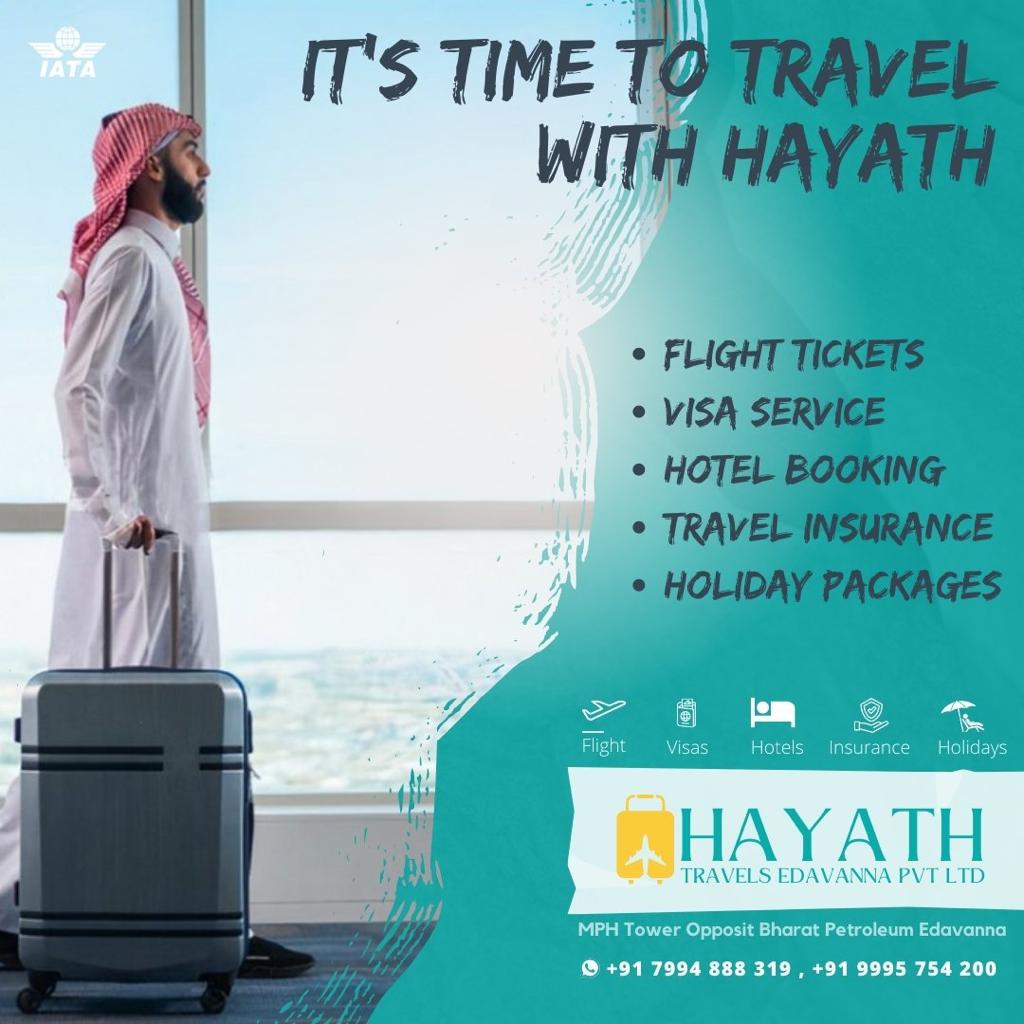 IATA
IT'S TIME TO TRAVEL
WITH HAYATH
• FLIGHT TICKETS
• VISA SERVICE
• HOTEL BOOKING
• TRAVEL INSURANCE
• HOLIDAY PACKAGES
Flight Visas Hotels Insurance Holidays
HAYATH
TRAVELS EDAVANNA PVT LTD
MPH Tower Opposit Bharat Petroleum Edavanna
+91 7994 888 319 , +91 9995 754 200